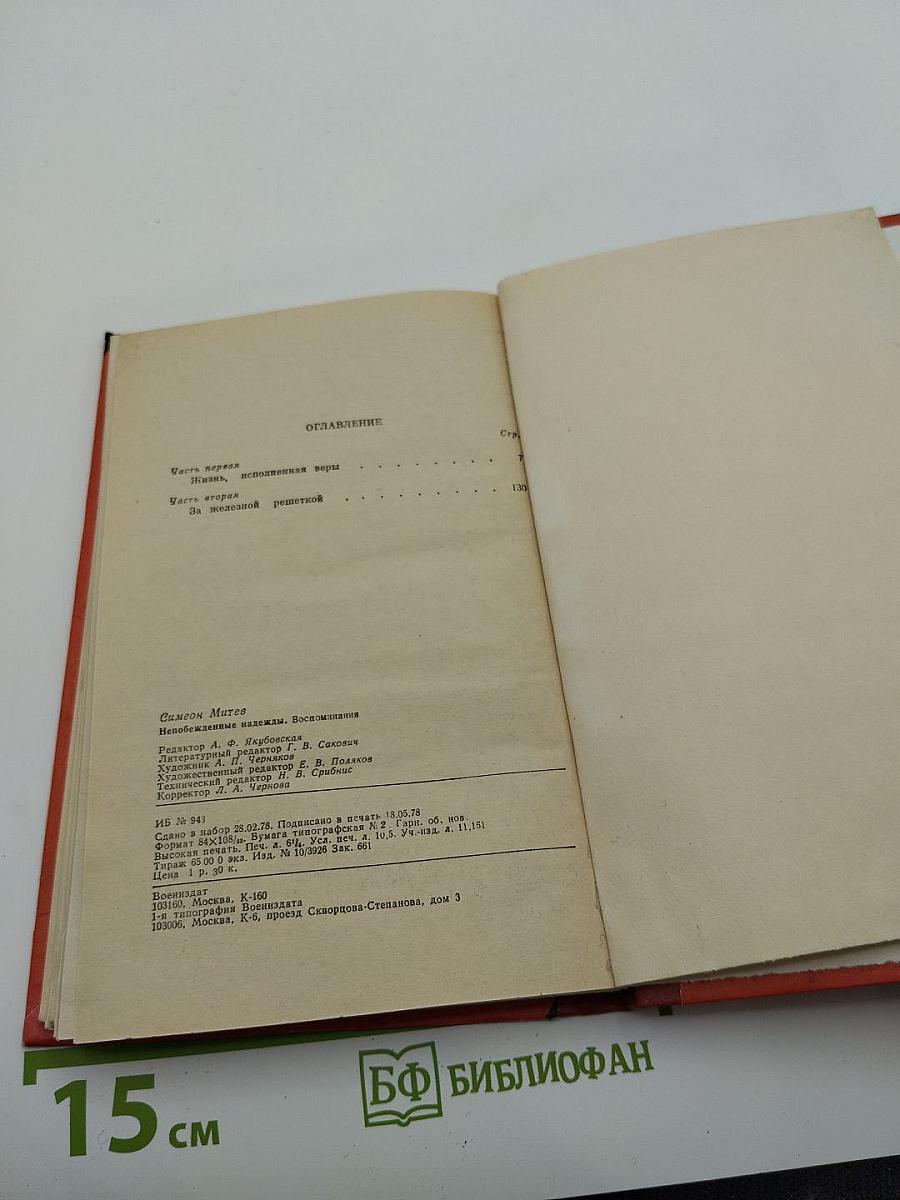 ОГЛАВЛЕНИЕ
Стр.
Часть первая
Жизнь, исполненная веры . . . . . . . . 7
Часть вторая
За железной решеткой . . . . . . . . . 130
Симеон Митев
Непобежденные надежды. Воспоминания
Редактор А. Ф. Якубовская
Литературный редактор Г. В. Сакович
Художник А. П. Черняков
Художественный редактор Е. В. Поляков
Технический редактор Н. В. Срибнис
Корректор Л. А. Чернова
ИБ № 943
Сдано в набор 28.02.78. Подписано в печать 18.05.78
Формат 84×108/32. Бумага типографская № 2. Гарн. об. нов.
Высокая печать. Печ. л. 6¼. Усл. печ. л. 10,5. Уч.-изд. л. 11,161
Тираж 65 00 0 экз. Изд. № 10/3926 Зак. 661
Цена 1 р. 30 к.
Воениздат
103160, Москва, К-160
1-я типография Воениздата
103006, Москва, К-6, проезд Скворцова-Степанова, дом 3
15 см
БФ БИБЛИОФАН